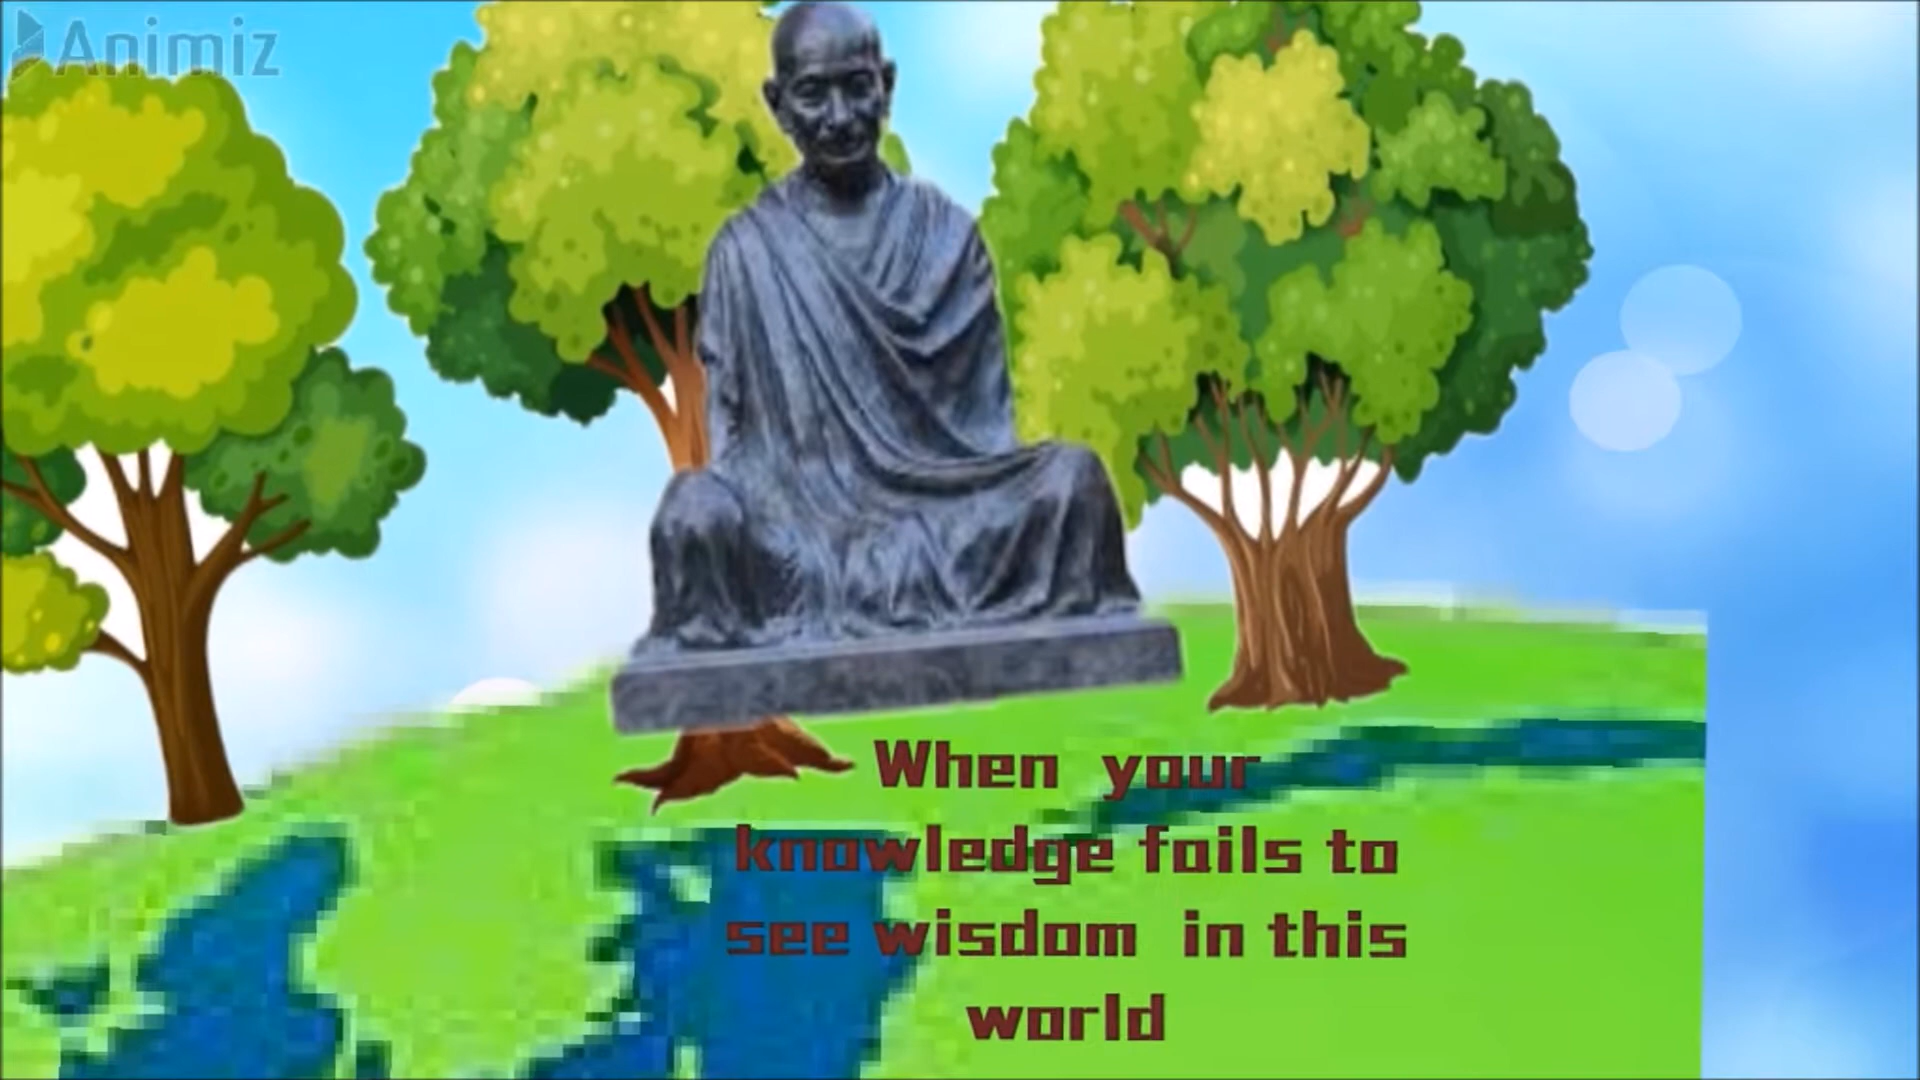 Animiz
When your
knowledge fails to
see wisdom in this
world